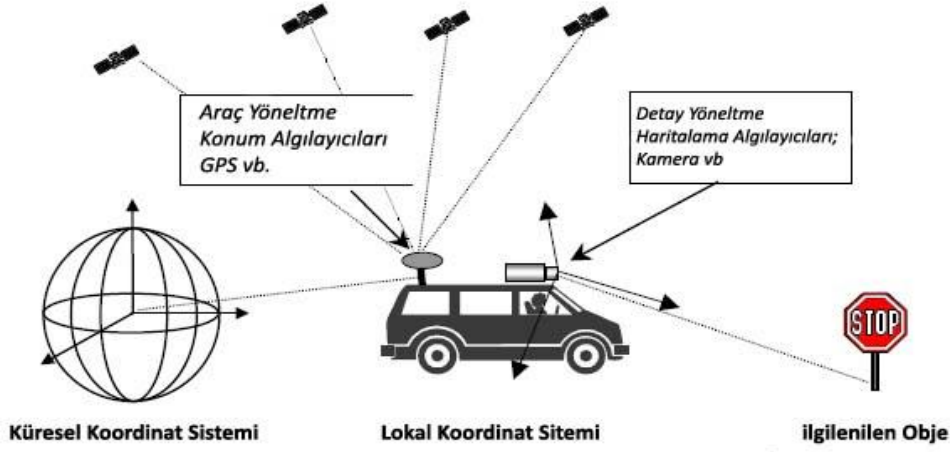 Araç Yöneltme
Konum Algılayıcıları
GPS vb.
Detay Yöneltme
Haritalama Algılayıcıları;
Kamera vb
STOP
Küresel Koordinat Sistemi
Lokal Koordinat Sitemi
ilgilenilen Obje